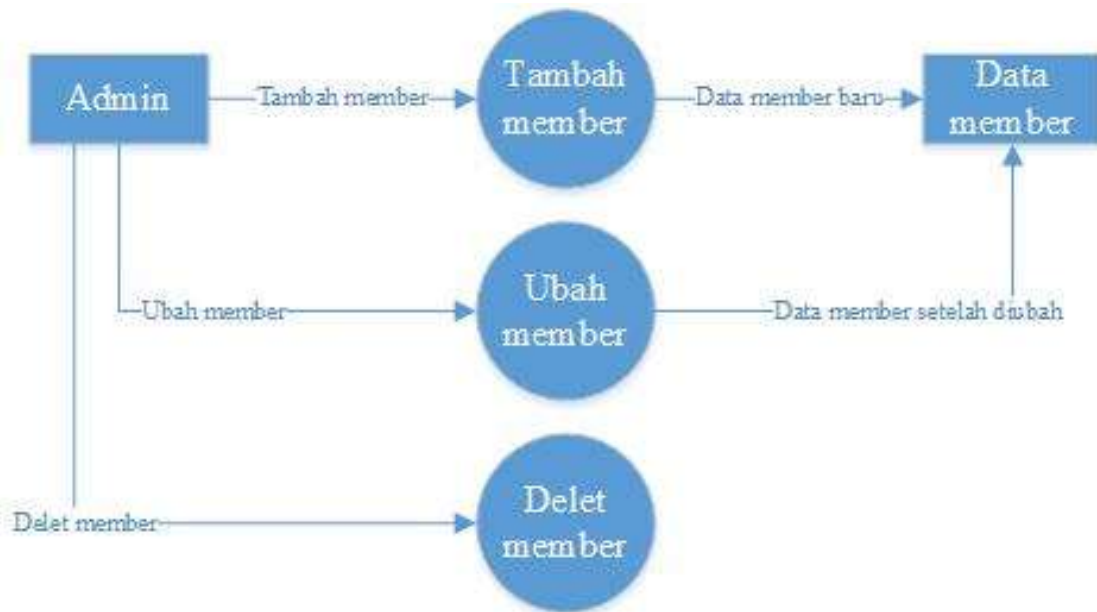 Admin
Tambah member
Tambah
member
Data member baru
Data
member
Ubah member
Ubah
member
Data member setelah diubah
Delet member
Delet
member